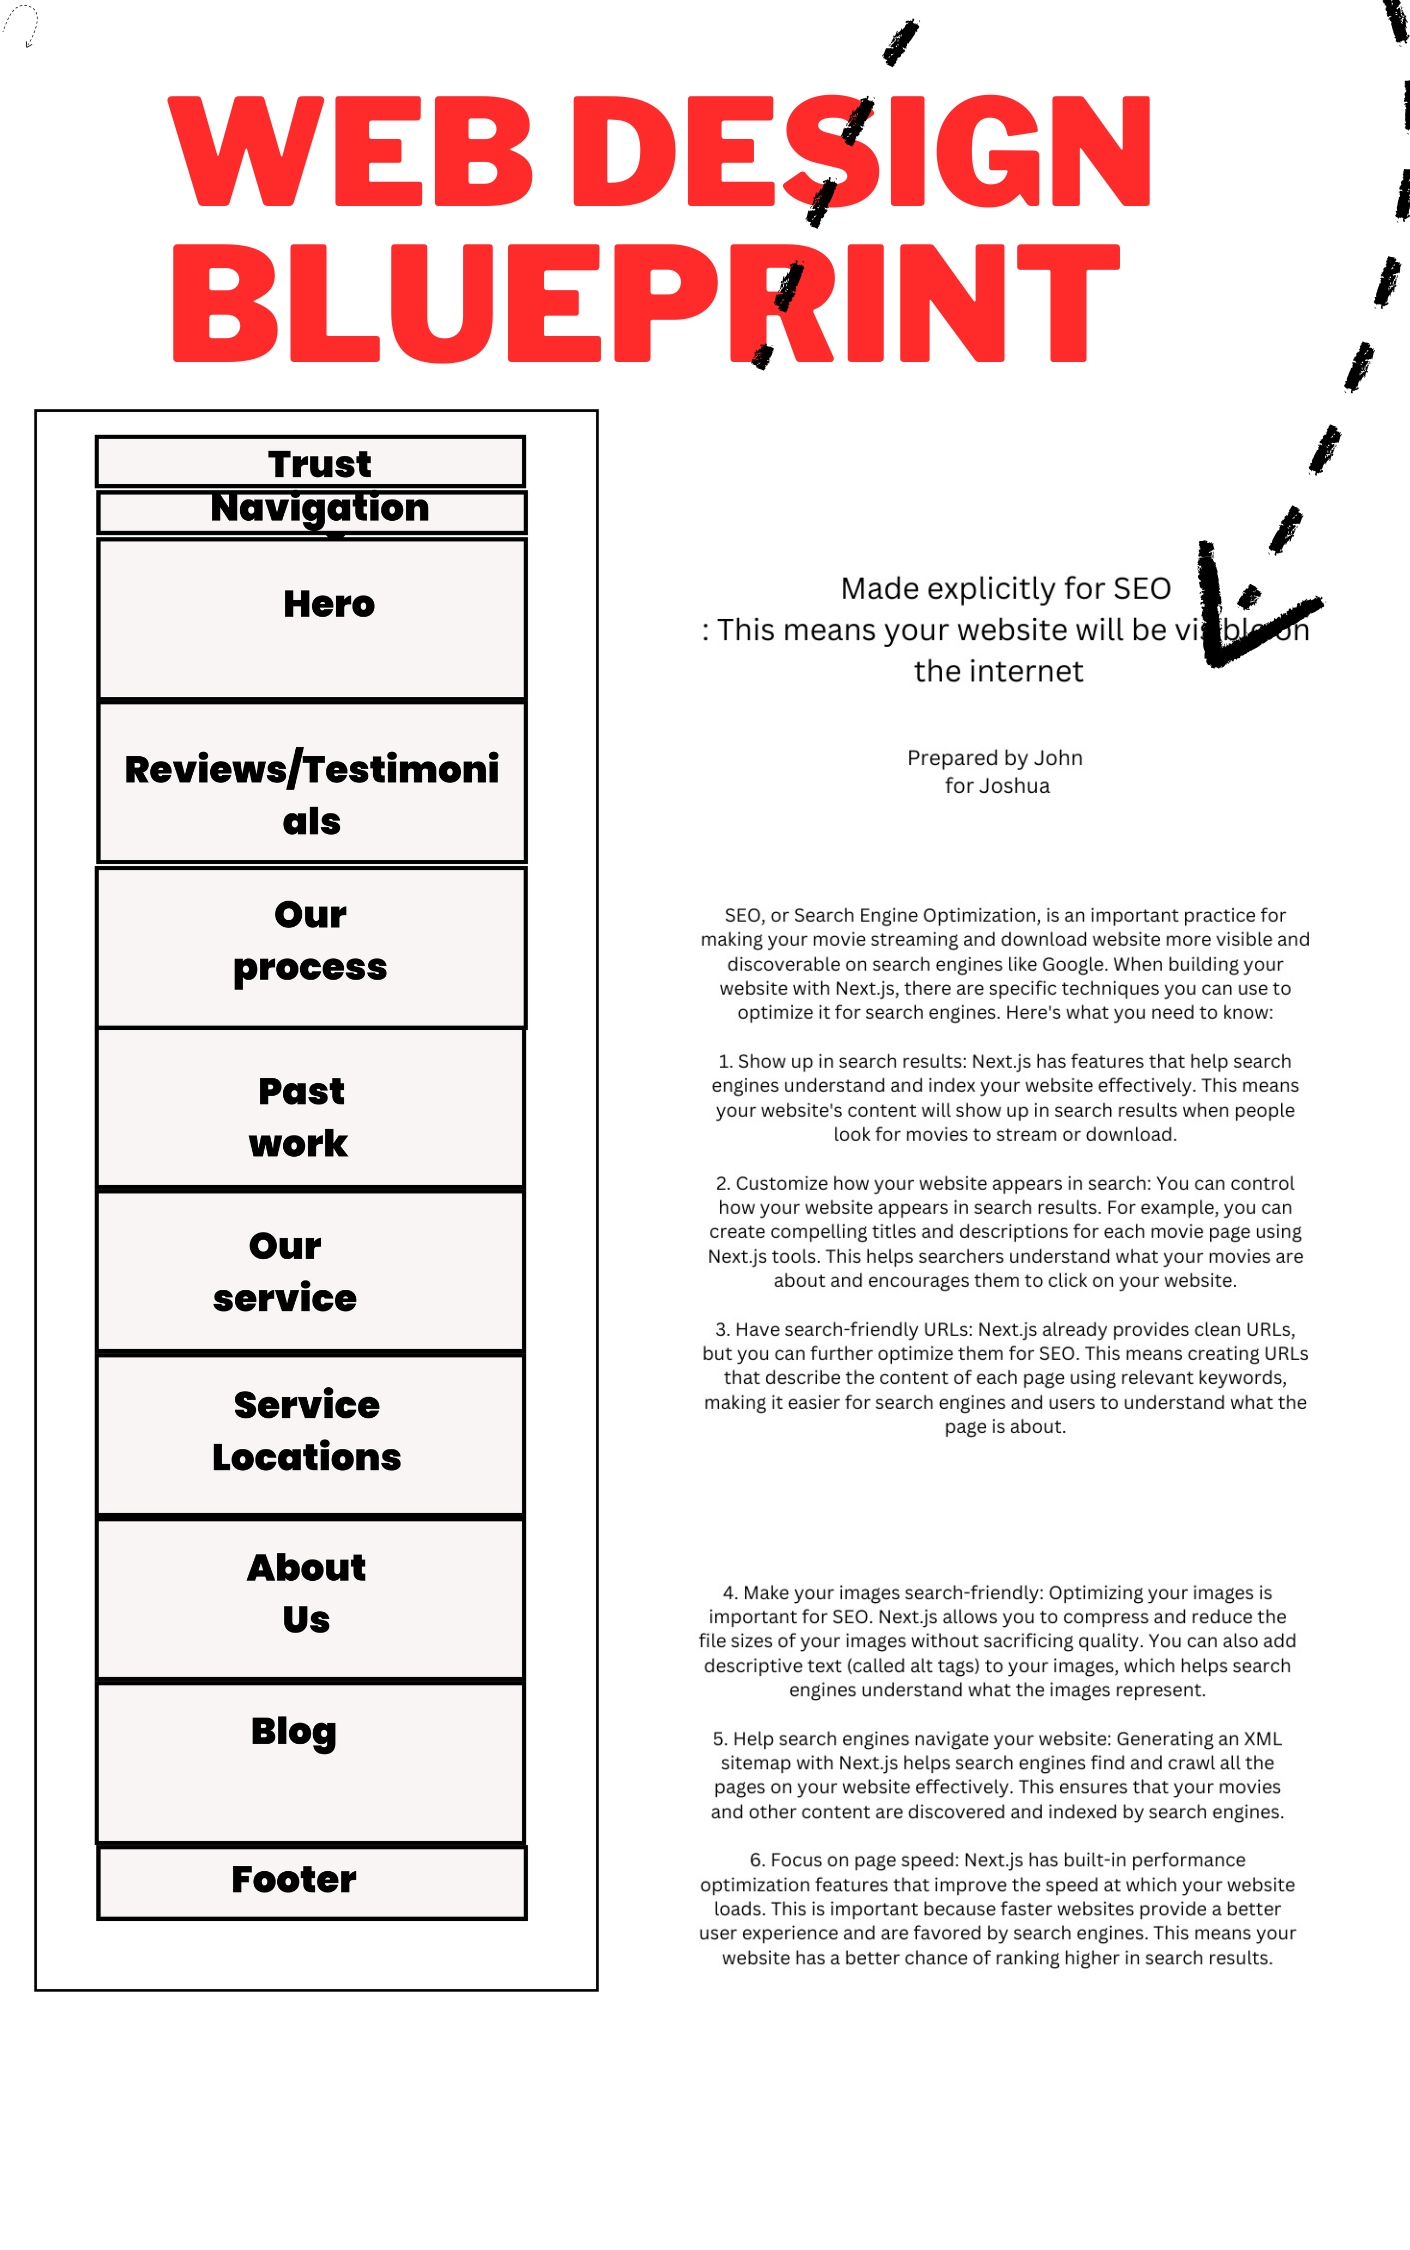 WEB DESIGN
BLUEPRINT
Trust
Navigation
Hero
Reviews/Testimoni
als
Our
process
Past
work
Our
service
Service
Locations
About
Us
Blog
Footer
Made explicitly for SEO
: This means your website will be visible on
the internet
Prepared by John
for Joshua
SEO, or Search Engine Optimization, is an important practice for
making your movie streaming and download website more visible and
discoverable on search engines like Google. When building your
website with Next.js, there are specific techniques you can use to
optimize it for search engines. Here's what you need to know:
1. Show up in search results: Next.js has features that help search
engines understand and index your website effectively. This means
your website's content will show up in search results when people
look for movies to stream or download.
2. Customize how your website appears in search: You can control
how your website appears in search results. For example, you can
create compelling titles and descriptions for each movie page using
Next.js tools. This helps searchers understand what your movies are
about and encourages them to click on your website.
3. Have search-friendly URLs: Next.js already provides clean URLs,
but you can further optimize them for SEO. This means creating URLs
that describe the content of each page using relevant keywords,
making it easier for search engines and users to understand what the
page is about.
4. Make your images search-friendly: Optimizing your images is
important for SEO. Next.js allows you to compress and reduce the
file sizes of your images without sacrificing quality. You can also add
descriptive text (called alt tags) to your images, which helps search
engines understand what the images represent.
5. Help search engines navigate your website: Generating an XML
sitemap with Next.js helps search engines find and crawl all the
pages on your website effectively. This ensures that your movies
and other content are discovered and indexed by search engines.
6. Focus on page speed: Next.js has built-in performance
optimization features that improve the speed at which your website
loads. This is important because faster websites provide a better
user experience and are favored by search engines. This means your
website has a better chance of ranking higher in search results.